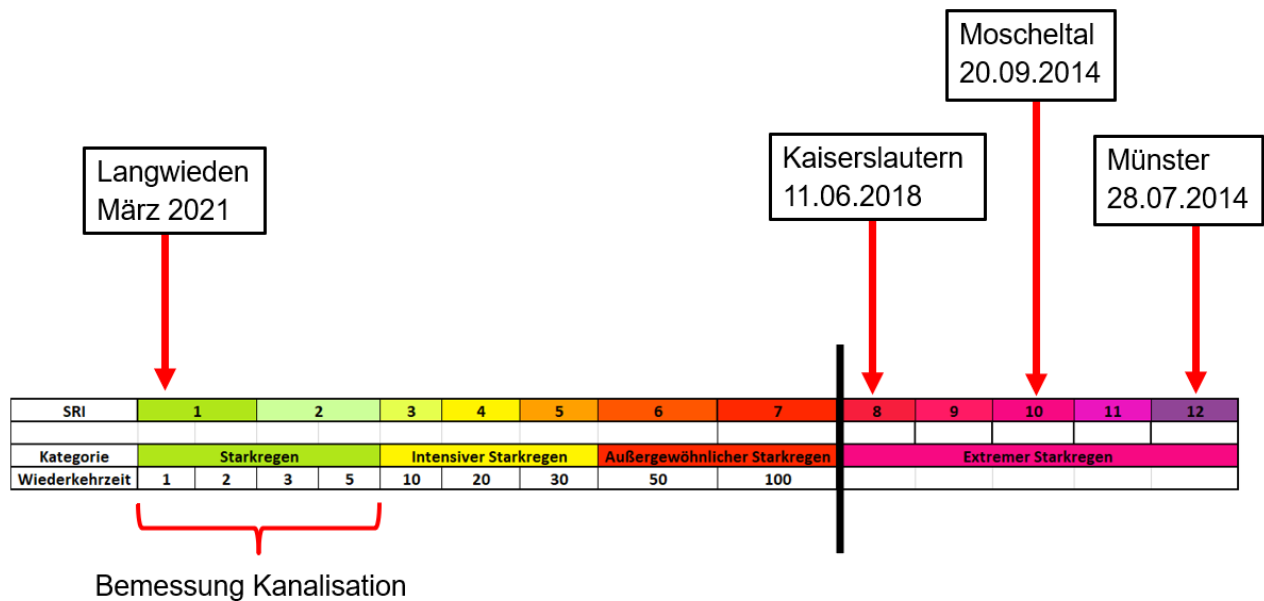 Moscheltal
20.09.2014
Langwieden
März 2021
Kaiserslautern
11.06.2018
Münster
28.07.2014
SRI 1 2 3 4 5 6 7 8 9 10 11 12
Kategorie Starkregen Intensiver Starkregen Außergewöhnlicher Starkregen Extremer Starkregen
Wiederkehrzeit 1 2 3 5 10 20 30 50 100
Bemessung Kanalisation